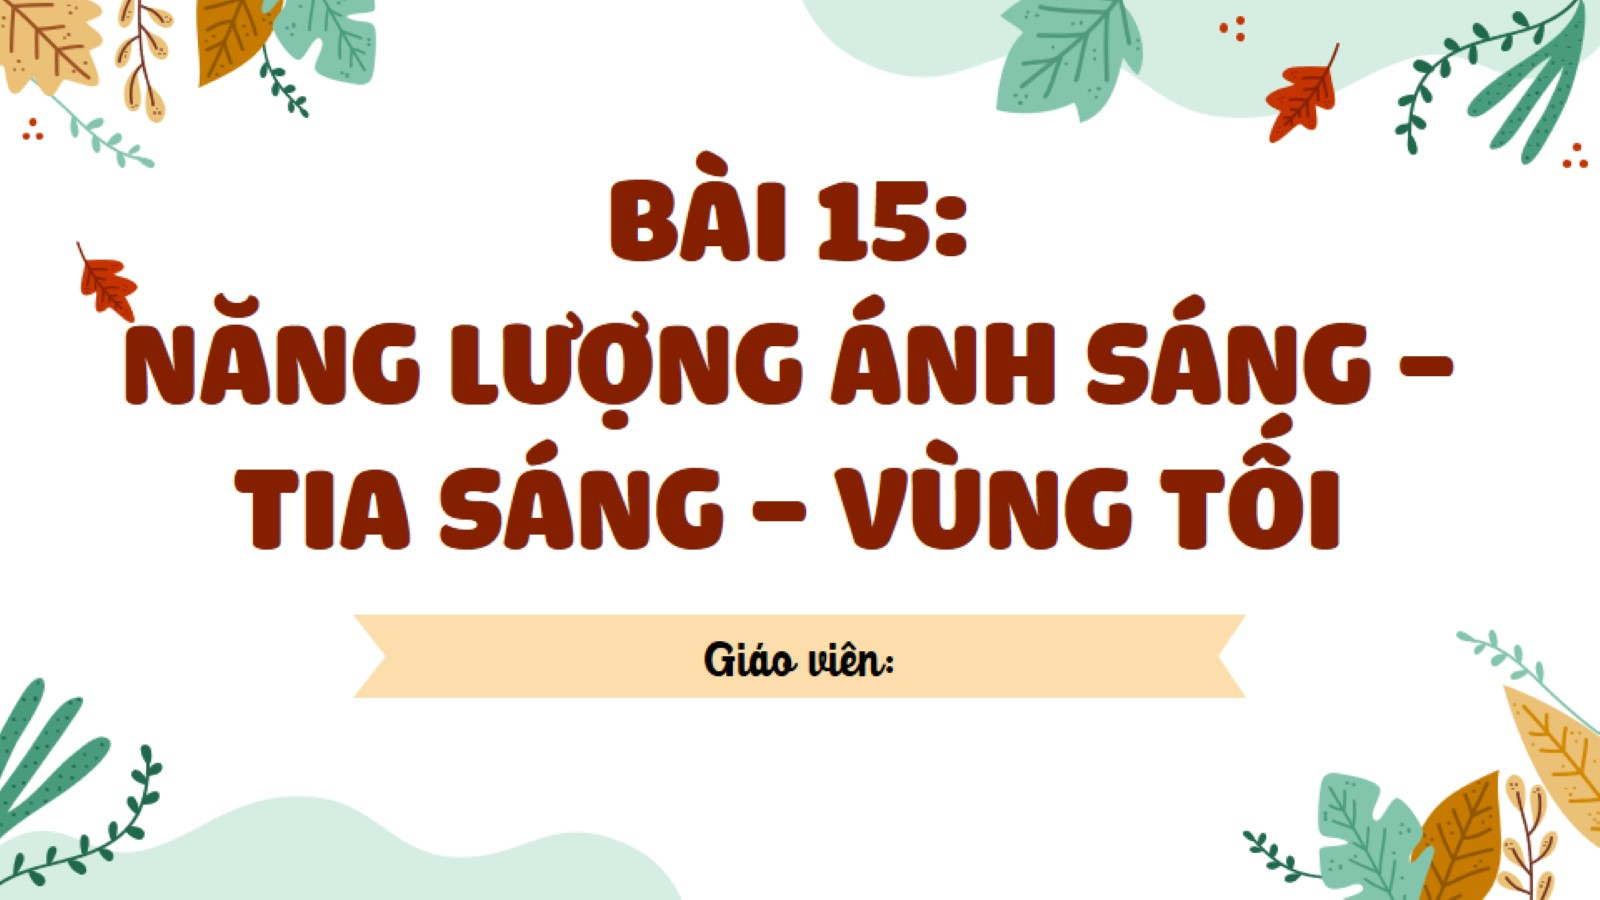 BÀI 15:
NĂNG LƯỢNG ÁNH SÁNG –
TIA SÁNG – VÙNG TỐI
Giáo viên: